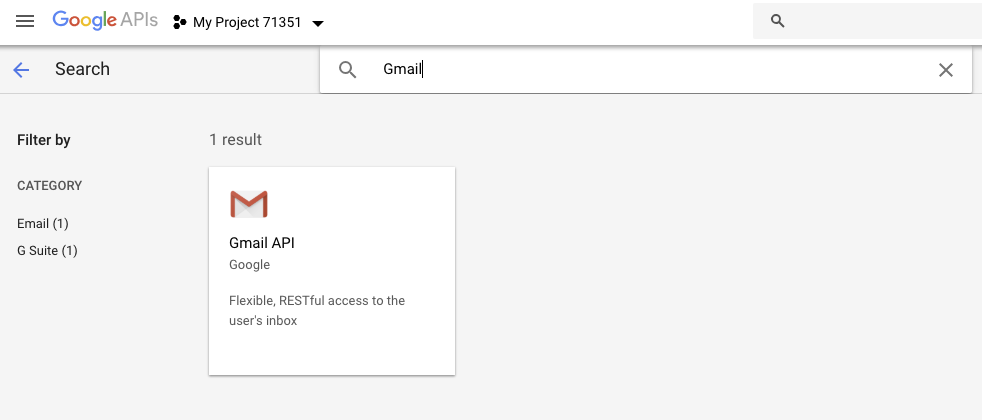 Google APIs
My Project 71351
Search
Gmail
Filter by
1 result
CATEGORY
Email (1)
G Suite (1)
Gmail API
Google
Flexible, RESTful access to the
user's inbox